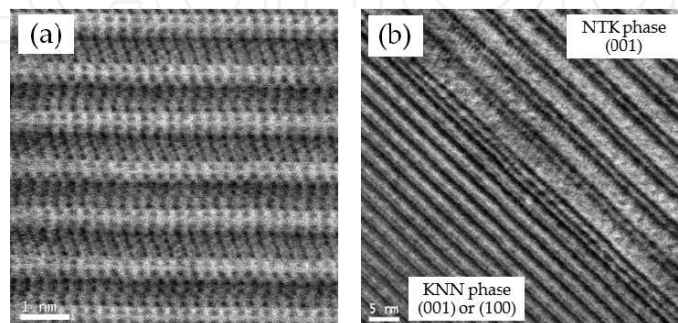 (a)
1 nm
(b)
NTK phase
(001)
KNN phase
(001) or (100)
5 nm